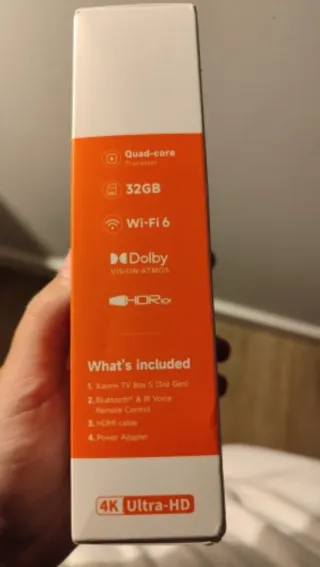 Quad-core
Processor
32GB
Wi-Fi 6
Dolby
VISION·ATMOS
HDR10+
What's included
1. Xiaomi TV Box S (3rd Gen)
2. Bluetooth® & IR Voice
Remote Control
3. HDMI cable
4. Power Adapter
4K Ultra-HD